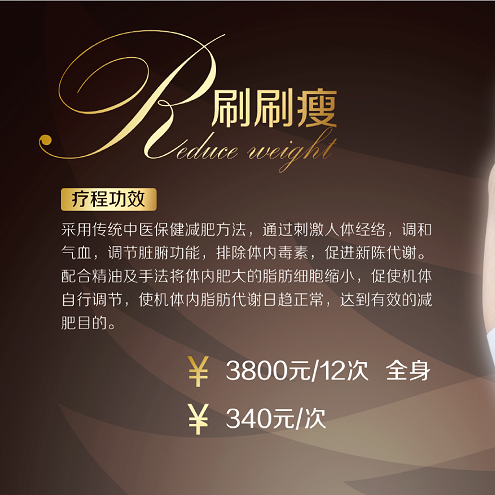 刷刷瘦
Reduce weight
疗程功效
采用传统中医保健减肥方法，通过刺激人体经络，调和
气血，调节脏腑功能，排除体内毒素，促进新陈代谢。
配合精油及手法将体内肥大的脂肪细胞缩小，促使机体
自行调节，使机体内脂肪代谢日趋正常，达到有效的减
肥目的。
¥ 3800元/12次 全身
¥ 340元/次